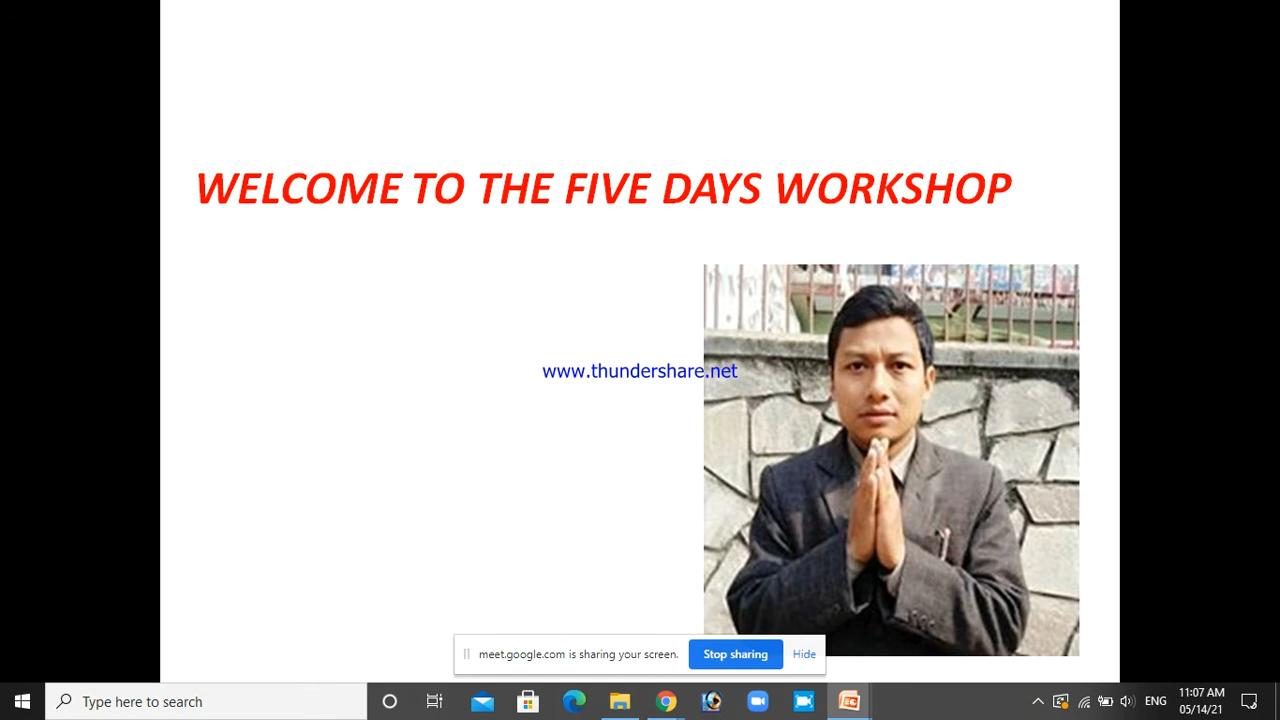 WELCOME TO THE FIVE DAYS WORKSHOP
www.thundershare.net
meet.google.com is sharing your screen.
Stop sharing
Hide
Type here to search
ENG
11:07 AM
05/14/21